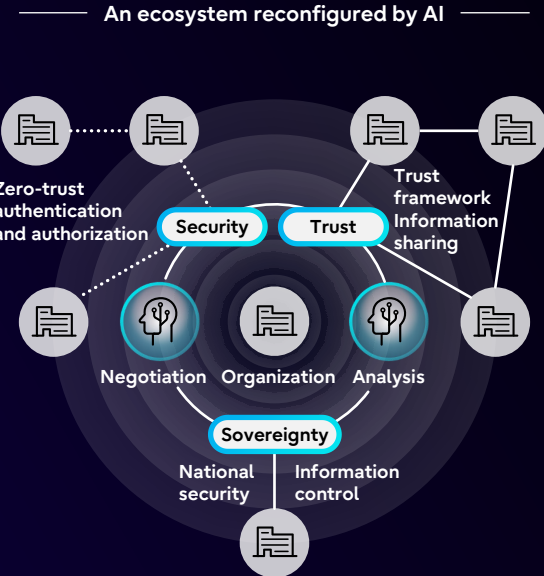 An ecosystem reconfigured by AI
Zero-trust
authentication
and authorization
Trust
framework
Information
sharing
Security
Trust
Negotiation
Organization
Analysis
Sovereignty
National
security
Information
control